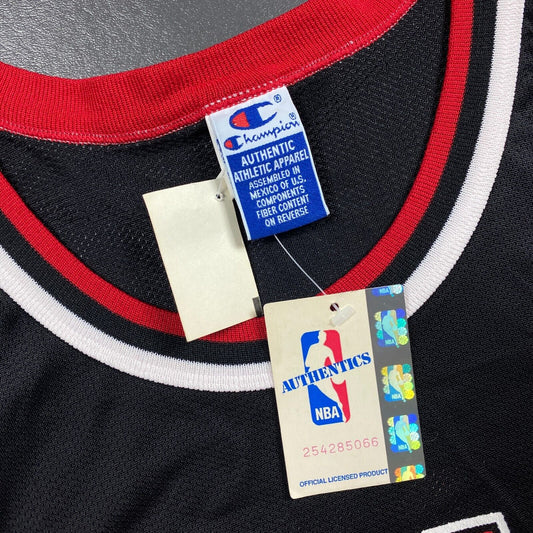 Champion
AUTHENTIC
ATHLETIC APPAREL
ASSEMBLED IN
MEXICO OF U.S.
COMPONENTS
FIBER CONTENT
ON REVERSE
NBA
AUTHENTICS
NBA
254285066
OFFICIAL LICENSED PRODUCT